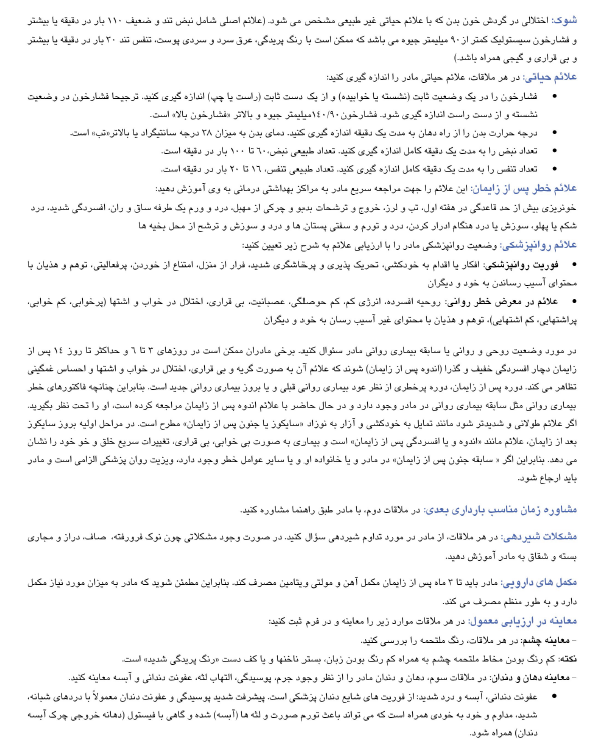 شوک: اختلالی در گردش خون بدن که با علائم حیاتی غیر طبیعی مشخص می شود. (علائم اصلی شامل نبض تند و ضعیف ۱۱۰ بار در دقیقه یا بیشتر
و فشارخون سیستولیک کمتر از۹۰ میلیمتر جیوه می باشد که ممکن است با رنگ پریدگی، عرق سرد و سردی پوست، تنفس تند ۳۰ بار در دقیقه یا بیشتر
و بی قراری و گیجی همراه باشد.)
علائم حیاتی: در هر ملاقات، علائم حیاتی مادر را اندازه گیری کنید:
• فشارخون را در یک وضعیت ثابت (نشسته یا خوابیده) و از یک دست ثابت (راست یا چپ) اندازه گیری کنید. ترجیحا فشارخون در وضعیت
نشسته و از دست راست اندازه گیری شود. فشارخون۱٤۰/۹۰میلیمتر جیوه و بالاتر «فشارخون بالا» است.
• درجه حرارت بدن را از راه دهان به مدت یک دقیقه اندازه گیری کنید. دمای بدن به میزان ۳۸ درجه سانتیگراد یا بالاتر«تب» است.
• تعداد نبض را به مدت یک دقیقه کامل اندازه گیری کنید. تعداد طبیعی نبض،٦۰ تا ۱۰۰ بار در دقیقه است.
• تعداد تنفس را به مدت یک دقیقه کامل اندازه گیری کنید. تعداد طبیعی تنفس، ۱٦ تا ۲۰ بار در دقیقه است.
علائم خطر پس از زایمان: این علائم را جهت مراجعه سریع مادر به مراکز بهداشتی درمانی به وی آموزش دهید:
خونریزی بیش از حد قاعدگی در هفته اول، تب و لرز، خروج و ترشحات بدبو و چرکی از مهبل، درد و ورم یک طرفه ساق و ران، افسردگی شدید، درد
شکم یا پهلو، سوزش یا درد هنگام ادرار کردن، درد و تورم و سفتی پستان ها و درد و سوزش و ترشح از محل بخیه ها
علائم روانپزشکی: وضعیت روانپزشکی مادر را با ارزیابی علائم به شرح زیر تعیین کنید:
• فوریت روانپزشکی: افکار یا اقدام به خودکشی، تحریک پذیری و پرخاشگری شدید، فرار از منزل، امتناع از خوردن، پرفعالیتی، توهم و هذیان با
محتوای آسیب رساندن به خود و دیگران
• علائم در معرض خطر روانی: روحیه افسرده، انرژی کم، کم حوصلگی، عصبانیت، بی قراری، اختلال در خواب و اشتها (پرخوابی، کم خوابی،
پراشتهایی، کم اشتهایی)، توهم و هذیان با محتوای غیر آسیب رسان به خود و دیگران
در مورد وضعیت روحی و روانی یا سابقه بیماری روانی مادر سئوال کنید. برخی مادران ممکن است در روزهای ۳ تا ٦ و حداکثر تا روز ۱٤ پس از
زایمان دچار افسردگی خفیف و گذرا (اندوه پس از زایمان) شوند که علائم آن به صورت گریه و بی قراری، اختلال در خواب و اشتها و احساس غمگینی
تظاهر می کند. دوره پس از زایمان، دوره پرخطری از نظر عود بیماری روانی قبلی و یا بروز بیماری روانی جدید است. بنابراین چنانچه فاکتورهای خطر
بیماری روانی مثل سابقه بیماری روانی در مادر وجود دارد و در حال حاضر با علائم اندوه پس از زایمان مراجعه کرده است، او را تحت نظر بگیرید.
اگر علائم طولانی و شدیدتر شود مانند تمایل به خودکشی و آزار به نوزاد «سایکوز یا جنون پس از زایمان» مطرح است. در مراحل اولیه بروز سایکوز
بعد از زایمان، علائم مانند «اندوه و یا افسردگی پس از زایمان» است و بیماری به صورت بی خوابی، بی قراری، تغییرات سریع خلق و خو خود را نشان
می دهد. بنابراین اگر « سابقه جنون پس از زایمان» در مادر و یا خانواده او و یا سایر عوامل خطر وجود دارد، ویزیت روان پزشکی الزامی است و مادر
باید ارجاع شود.
مشاوره زمان مناسب بارداری بعدی: در ملاقات دوم، با مادر طبق راهنما مشاوره کنید.
مشکلات شیردهی: در هر ملاقات، از مادر در مورد تداوم شیردهی سؤال کنید. در صورت وجود مشکلاتی چون نوک فرورفته، صاف، دراز و مجاری
بسته و شقاق به مادر آموزش دهید.
مکمل های دارویی: مادر باید تا ۳ ماه پس از زایمان مکمل آهن و مولتی ویتامین مصرف کند. بنابراین مطمئن شوید که مادر به میزان مورد نیاز مکمل
دارد و به طور منظم مصرف می کند.
معاینه در ارزیابی معمول: در هر ملاقات موارد زیر را معاینه و در فرم ثبت کنید:
– معاینه چشم: در هر ملاقات، رنگ ملتحمه را بررسی کنید.
نکته: کم رنگ بودن مخاط ملتحمه چشم به همراه کم رنگ بودن زبان، بستر ناخنها و یا کف دست «رنگ پریدگی شدید» است.
–معاینه دهان و دندان: در ملاقات سوم، دهان و دندان مادر را از نظر وجود جرم، پوسیدگی، التهاب لثه، عفونت دندانی و آبسه معاینه کنید.
• عفونت دندانی، آبسه و درد شدید: از فوریت های شایع دندان پزشکی است. پیشرفت شدید پوسیدگی و عفونت دندان معمولاً با دردهای شبانه،
شدید، مداوم و خود به خودی همراه است که می تواند باعث تورم صورت و لثه ها (آبسه) شده و گاهی با فیستول (دهانه خروجی چرک آبسه
دندان) همراه شود.